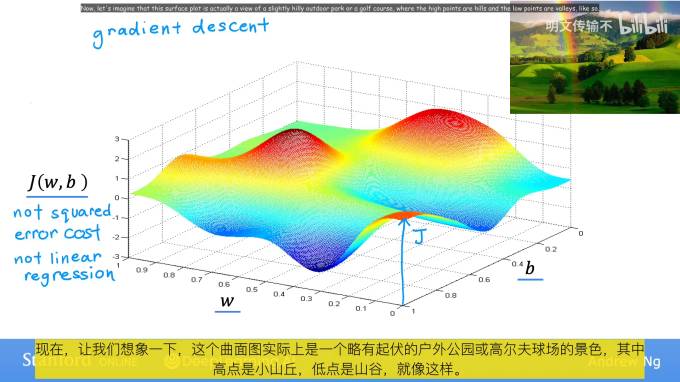 Now, let's imagine that this surface plot is actually a view of a slightly hilly outdoor park or a golf course, where the high points are hills and the low points are valleys, like so.
gradient descent
明文传输不 bilibili
3
2
1
0
-1
-2
-3
J(w,b)
not squared
error cost
not linear
regression
1 0.9 0.8 0.7 0.6 0.5 0.4 0.3 0.2 0.1 0
w
J
0
0.2
0.4
0.6
0.8
1
b
现在，让我们想象一下，这个曲面图实际上是一个略有起伏的户外公园或高尔夫球场的景色，其中
高点是小山丘，低点是山谷，就像这样。
Stanford ONLINE
Andrew Ng